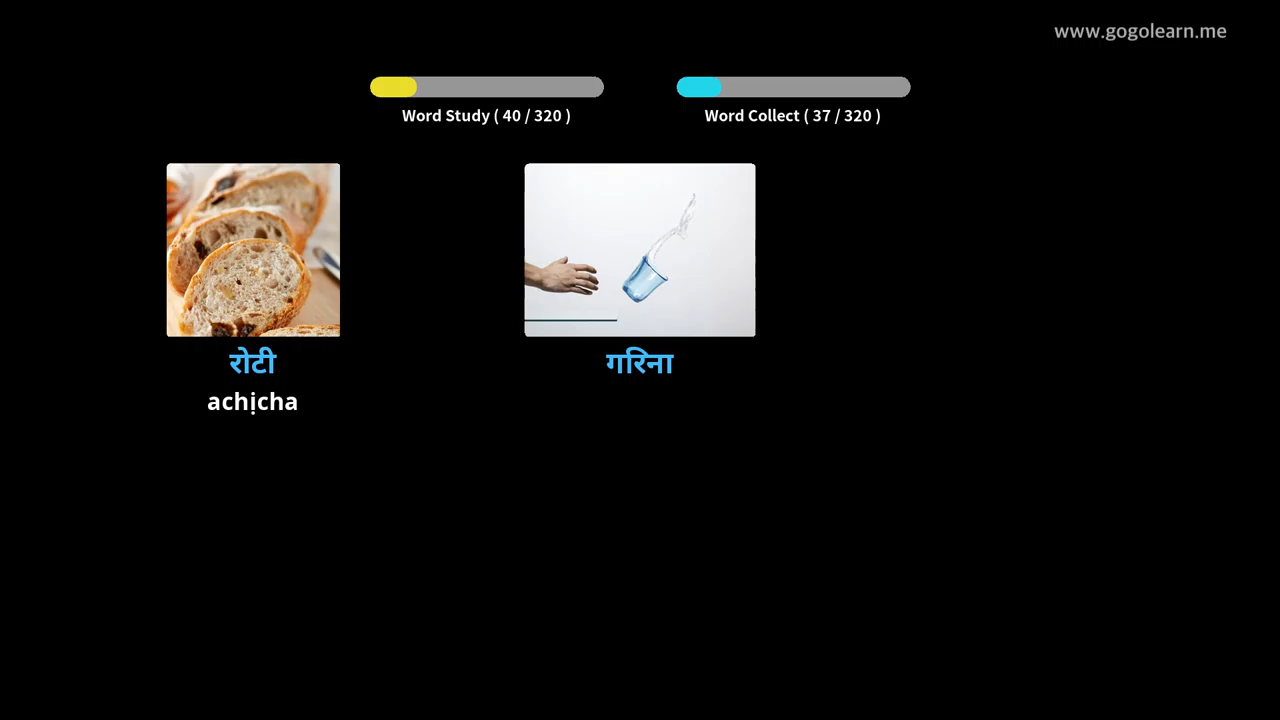 www.gogolearn.me
Word Study ( 40 / 320 )
Word Collect ( 37 / 320 )
रोटी
achịcha
गरिना